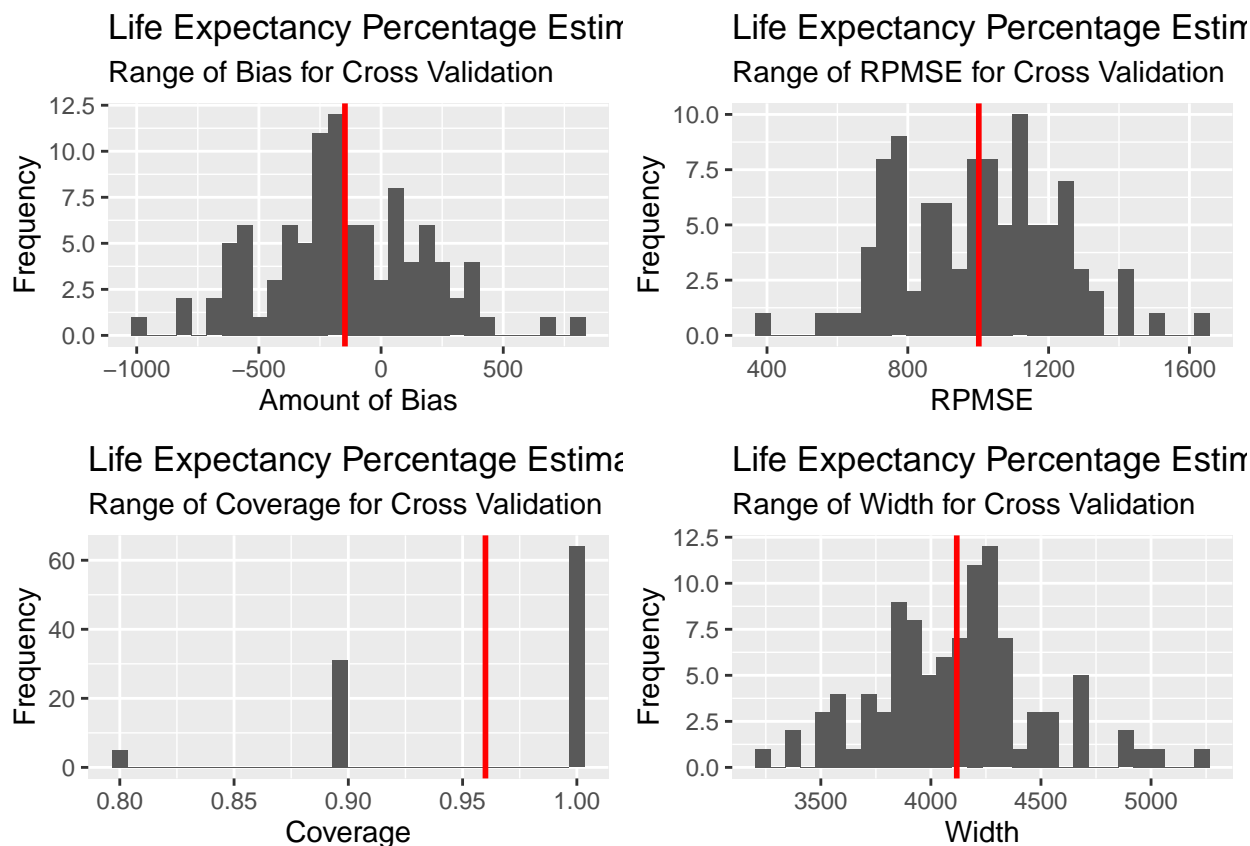 Life Expectancy Percentage Estim
Range of Bias for Cross Validation
12.5
10.0
7.5
5.0
2.5
0.0
Frequency
−1000
−500
0
500
Amount of Bias
Life Expectancy Percentage Estim
Range of RPMSE for Cross Validation
10.0
7.5
5.0
2.5
0.0
Frequency
400
800
1200
1600
RPMSE
Life Expectancy Percentage Estima
Range of Coverage for Cross Validation
60
40
20
0
Frequency
0.80
0.85
0.90
0.95
1.00
Coverage
Life Expectancy Percentage Estim
Range of Width for Cross Validation
12.5
10.0
7.5
5.0
2.5
0.0
Frequency
3500
4000
4500
5000
Width